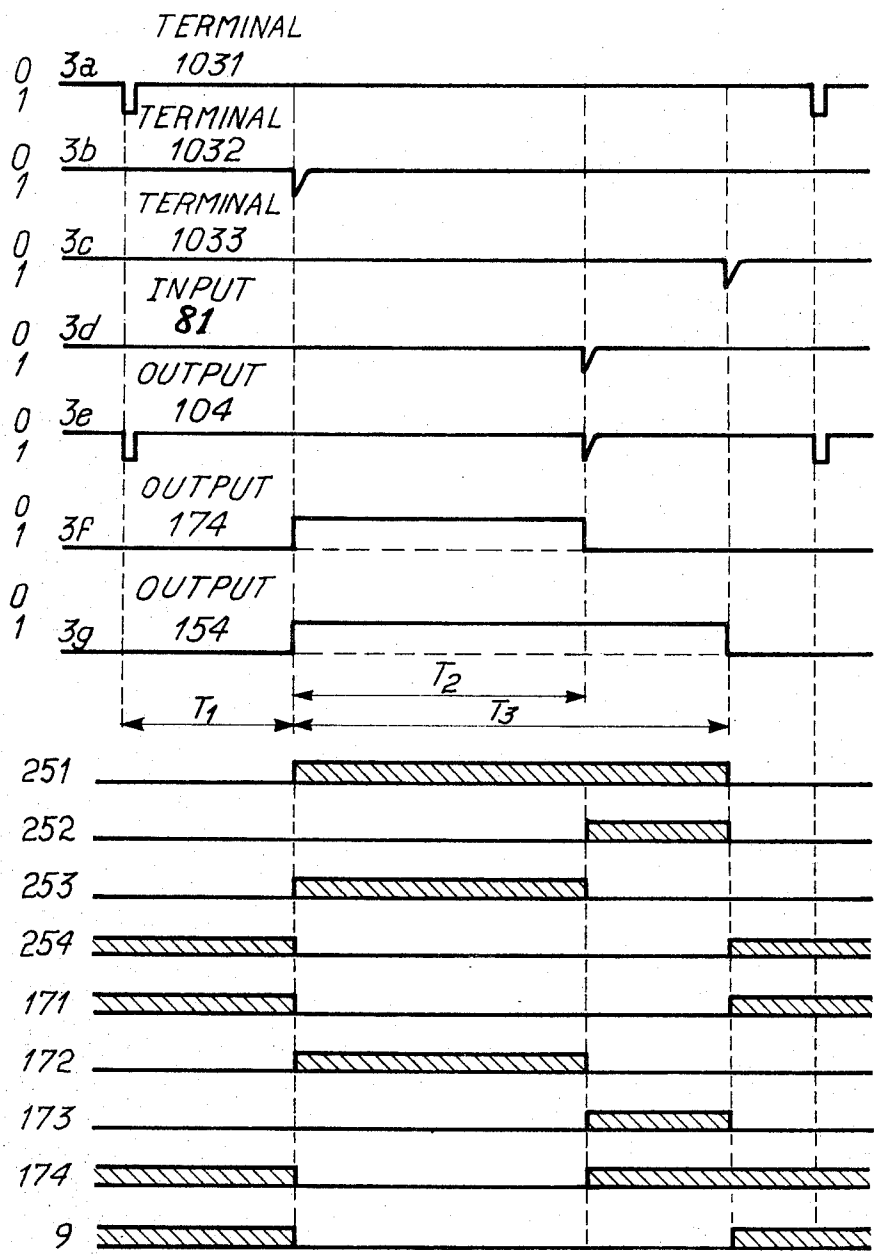 TERMINAL
0 3a 1031
1
TERMINAL
0 3b 1032
1
TERMINAL
0 3c 1033
1
INPUT
0 3d 81
1
OUTPUT
0 3e 104
1
OUTPUT
0 174
1 3f
OUTPUT
0
1 3g 154
T2
T1 T3
251
252
253
254
171
172
173
174
9